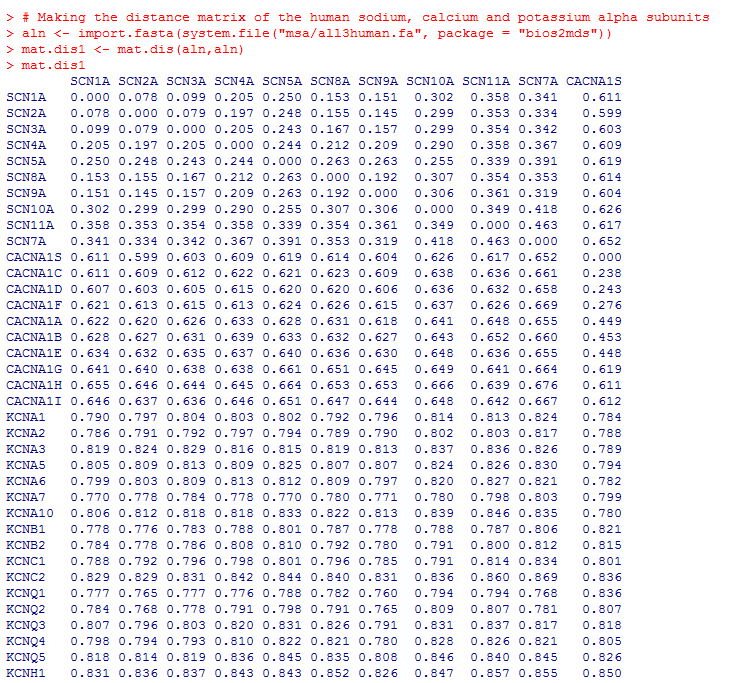 > # Making the distance matrix of the human sodium, calcium and potassium alpha subunits
> aln <- import.fasta(system.file("msa/all3human.fa", package = "bios2mds"))
> mat.dis1 <- mat.dis(aln,aln)
> mat.dis1
SCN1A SCN2A SCN3A SCN4A SCN5A SCN8A SCN9A SCN10A SCN11A SCN7A CACNA1S
SCN1A 0.000 0.078 0.099 0.205 0.250 0.153 0.151 0.302 0.358 0.341 0.611
SCN2A 0.078 0.000 0.079 0.197 0.248 0.155 0.145 0.299 0.353 0.334 0.599
SCN3A 0.099 0.079 0.000 0.205 0.243 0.167 0.157 0.299 0.354 0.342 0.603
SCN4A 0.205 0.197 0.205 0.000 0.244 0.212 0.209 0.290 0.358 0.367 0.609
SCN5A 0.250 0.248 0.243 0.244 0.000 0.263 0.263 0.255 0.339 0.391 0.619
SCN8A 0.153 0.155 0.167 0.212 0.263 0.000 0.192 0.307 0.354 0.353 0.614
SCN9A 0.151 0.145 0.157 0.209 0.263 0.192 0.000 0.306 0.361 0.319 0.604
SCN10A 0.302 0.299 0.299 0.290 0.255 0.307 0.306 0.000 0.349 0.418 0.626
SCN11A 0.358 0.353 0.354 0.358 0.339 0.354 0.361 0.349 0.000 0.463 0.617
SCN7A 0.341 0.334 0.342 0.367 0.391 0.353 0.319 0.418 0.463 0.000 0.652
CACNA1S 0.611 0.599 0.603 0.609 0.619 0.614 0.604 0.626 0.617 0.652 0.000
CACNA1C 0.611 0.609 0.612 0.622 0.621 0.623 0.609 0.638 0.636 0.661 0.238
CACNA1D 0.607 0.603 0.605 0.615 0.620 0.620 0.606 0.636 0.632 0.658 0.243
CACNA1F 0.621 0.613 0.615 0.613 0.624 0.626 0.615 0.637 0.626 0.669 0.276
CACNA1A 0.622 0.620 0.626 0.633 0.628 0.631 0.618 0.641 0.648 0.655 0.449
CACNA1B 0.628 0.627 0.631 0.639 0.633 0.632 0.627 0.643 0.652 0.660 0.453
CACNA1E 0.634 0.632 0.635 0.637 0.640 0.636 0.630 0.648 0.636 0.655 0.448
CACNA1G 0.641 0.640 0.638 0.638 0.661 0.651 0.645 0.649 0.641 0.664 0.619
CACNA1H 0.655 0.646 0.644 0.645 0.664 0.653 0.653 0.666 0.639 0.676 0.611
CACNA1I 0.646 0.637 0.636 0.646 0.651 0.647 0.644 0.648 0.642 0.667 0.612
KCNA1 0.790 0.797 0.804 0.803 0.802 0.792 0.796 0.814 0.813 0.824 0.784
KCNA2 0.786 0.791 0.792 0.797 0.794 0.789 0.790 0.802 0.803 0.817 0.788
KCNA3 0.819 0.824 0.829 0.816 0.815 0.819 0.813 0.837 0.836 0.826 0.789
KCNA5 0.805 0.809 0.813 0.809 0.825 0.807 0.807 0.824 0.826 0.830 0.794
KCNA6 0.799 0.803 0.809 0.813 0.812 0.809 0.797 0.820 0.827 0.821 0.782
KCNA7 0.770 0.778 0.784 0.778 0.770 0.780 0.771 0.780 0.798 0.803 0.799
KCNA10 0.806 0.812 0.818 0.818 0.833 0.822 0.813 0.839 0.846 0.835 0.780
KCNB1 0.778 0.776 0.783 0.788 0.801 0.787 0.778 0.788 0.787 0.806 0.821
KCNB2 0.784 0.778 0.786 0.808 0.810 0.792 0.780 0.791 0.800 0.812 0.815
KCNC1 0.788 0.792 0.796 0.798 0.801 0.796 0.785 0.791 0.814 0.834 0.801
KCNC2 0.829 0.829 0.831 0.842 0.844 0.840 0.831 0.836 0.860 0.869 0.836
KCNQ1 0.777 0.765 0.777 0.776 0.788 0.782 0.760 0.794 0.794 0.768 0.836
KCNQ2 0.784 0.768 0.778 0.791 0.798 0.791 0.765 0.809 0.807 0.781 0.807
KCNQ3 0.807 0.796 0.803 0.820 0.831 0.826 0.791 0.831 0.837 0.817 0.818
KCNQ4 0.798 0.794 0.793 0.810 0.822 0.821 0.780 0.828 0.826 0.821 0.805
KCNQ5 0.818 0.814 0.819 0.836 0.845 0.835 0.808 0.846 0.840 0.845 0.826
KCNH1 0.831 0.836 0.837 0.843 0.843 0.852 0.826 0.847 0.857 0.855 0.850